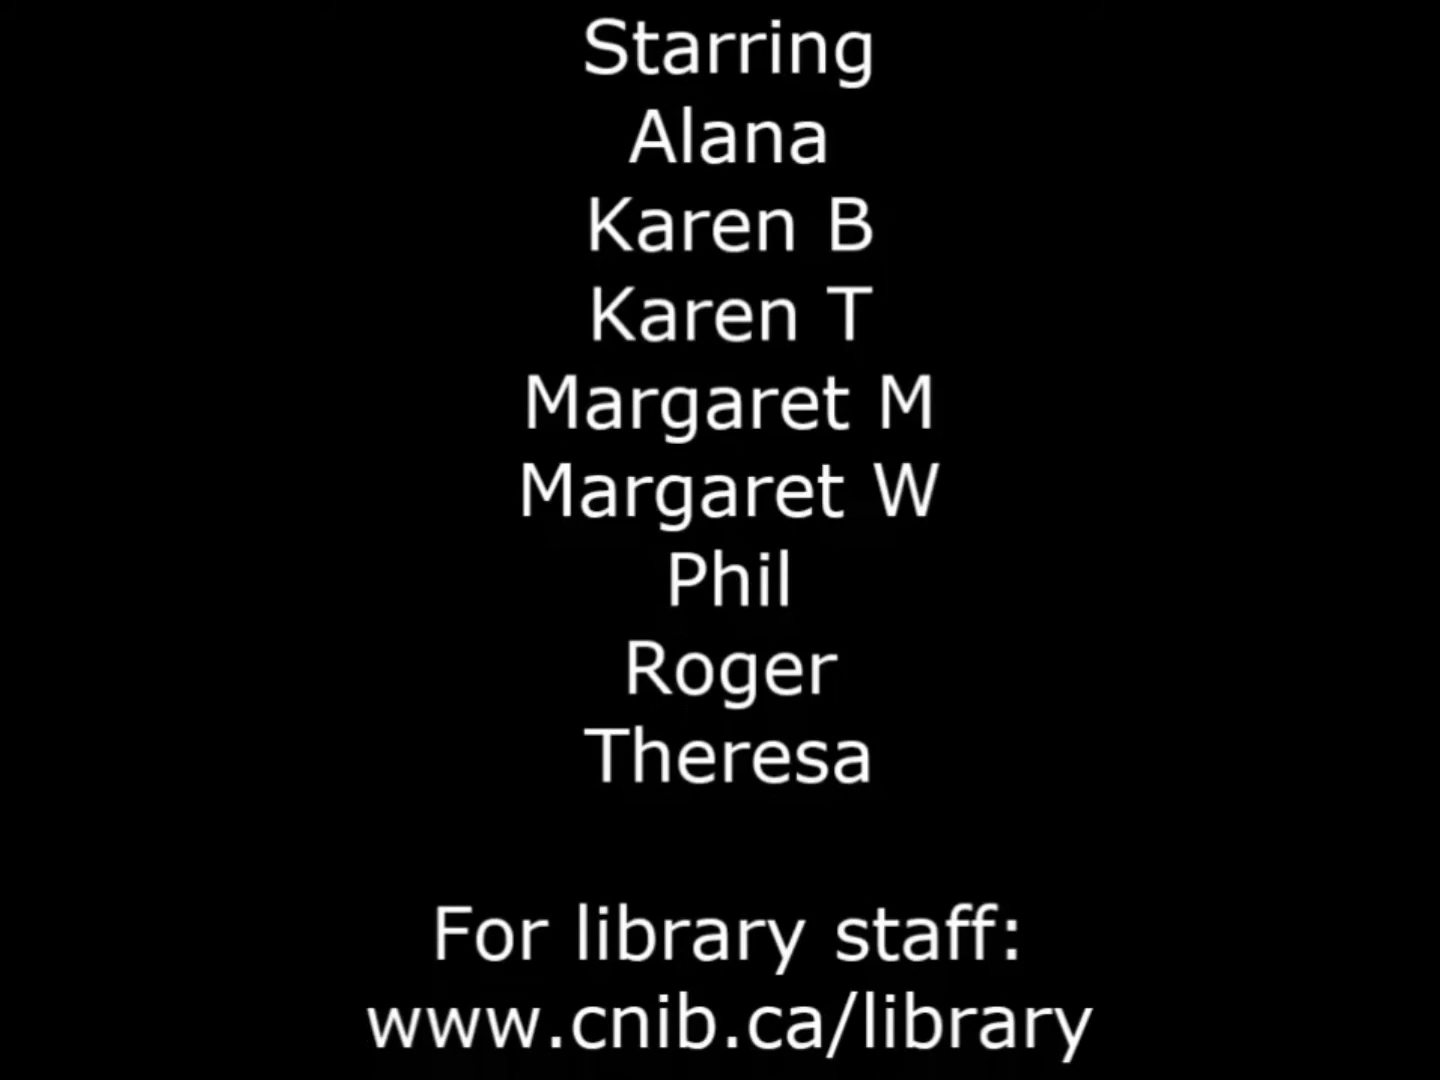 Starring
Alana
Karen B
Karen T
Margaret M
Margaret W
Phil
Roger
Theresa
For library staff:
www.cnib.ca/library